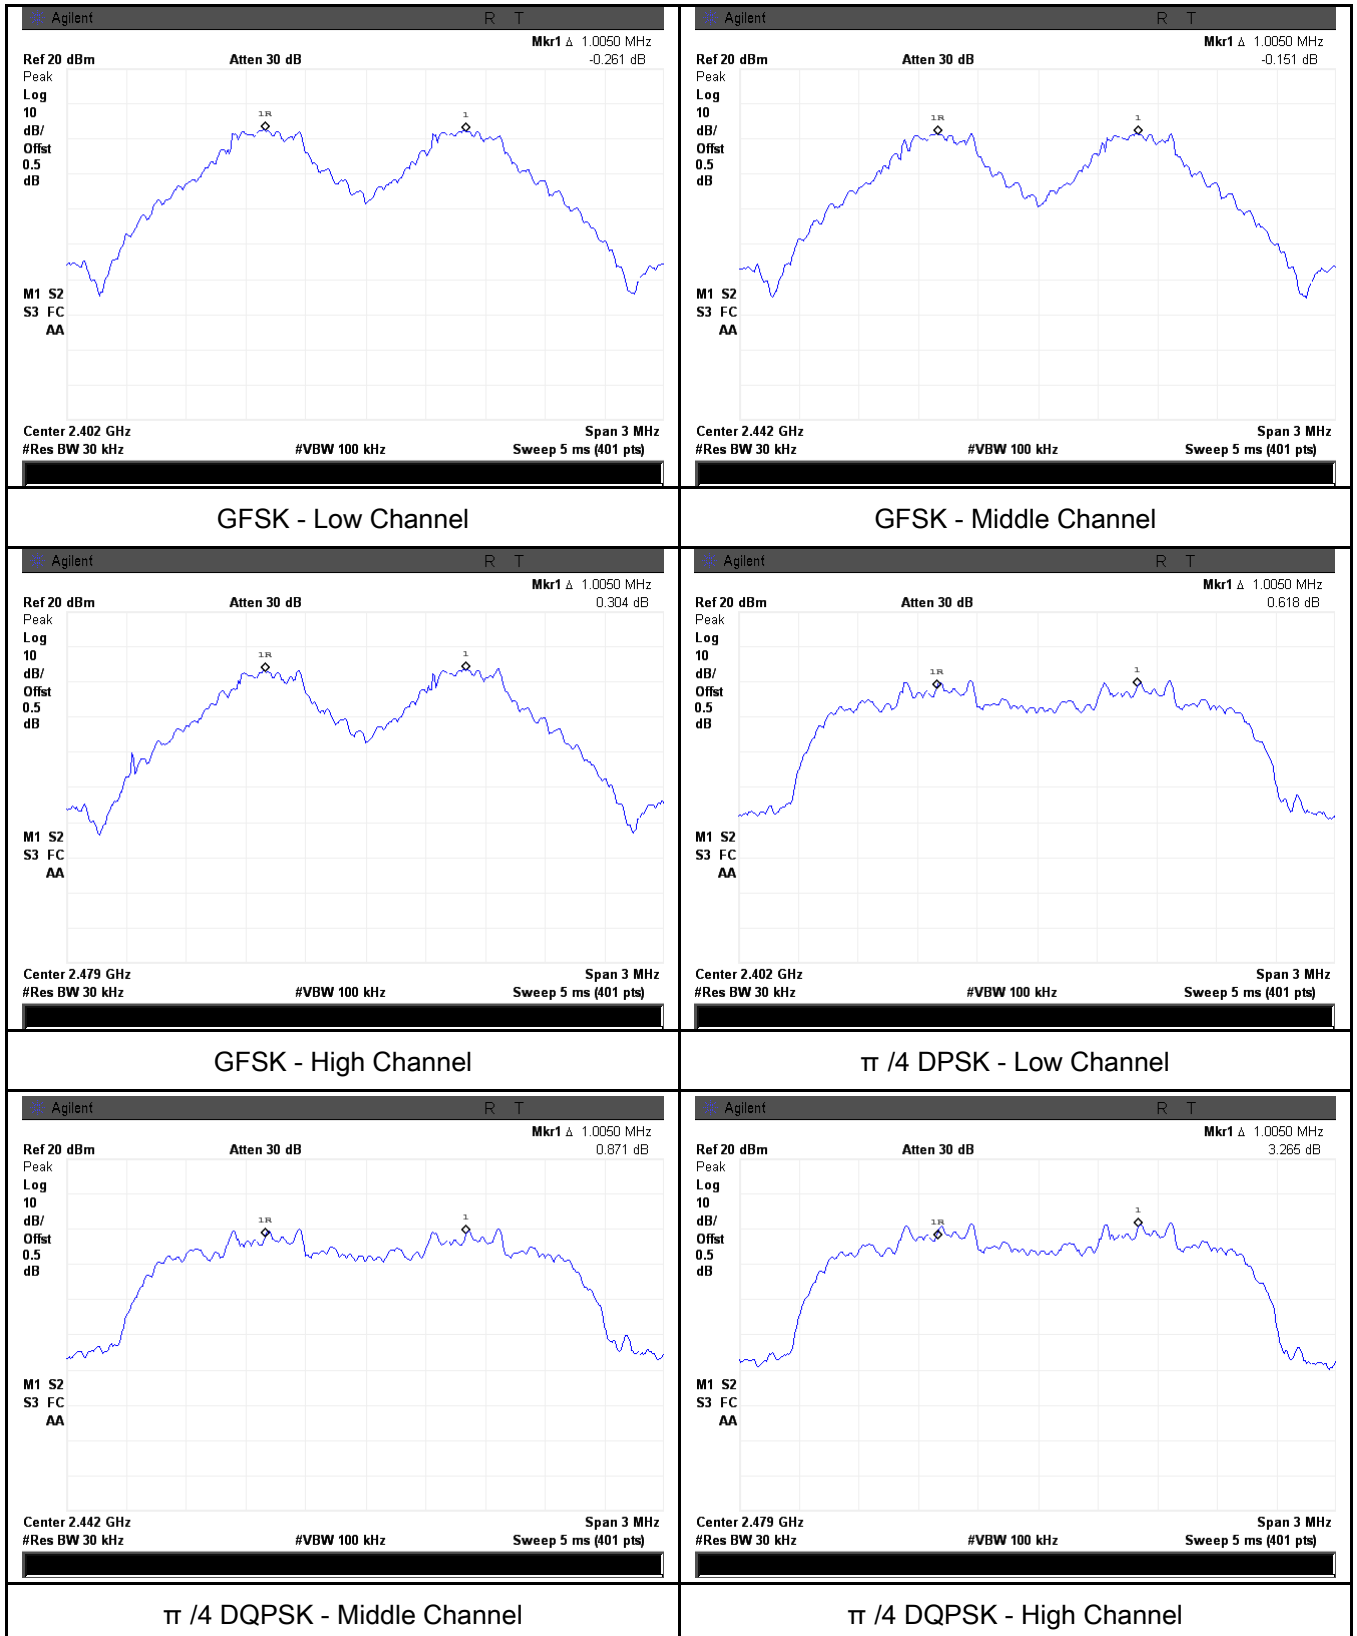 Agilent R T
Mkr1 Δ 1.0050 MHz
Ref 20 dBm Atten 30 dB -0.261 dB
Peak
Log
10
dB/
Offst
0.5
dB
1R 1
M1 S2
S3 FC
AA
Center 2.402 GHz Span 3 MHz
#Res BW 30 kHz #VBW 100 kHz Sweep 5 ms (401 pts)
GFSK - Low Channel
Agilent R T
Mkr1 Δ 1.0050 MHz
Ref 20 dBm Atten 30 dB -0.151 dB
Peak
Log
10
dB/
Offst
0.5
dB
1R 1
M1 S2
S3 FC
AA
Center 2.442 GHz Span 3 MHz
#Res BW 30 kHz #VBW 100 kHz Sweep 5 ms (401 pts)
GFSK - Middle Channel
Agilent R T
Mkr1 Δ 1.0050 MHz
Ref 20 dBm Atten 30 dB 0.304 dB
Peak
Log
10
dB/
Offst
0.5
dB
1R 1
M1 S2
S3 FC
AA
Center 2.479 GHz Span 3 MHz
#Res BW 30 kHz #VBW 100 kHz Sweep 5 ms (401 pts)
GFSK - High Channel
Agilent R T
Mkr1 Δ 1.0050 MHz
Ref 20 dBm Atten 30 dB 0.618 dB
Peak
Log
10
dB/
Offst
0.5
dB
1R 1
M1 S2
S3 FC
AA
Center 2.402 GHz Span 3 MHz
#Res BW 30 kHz #VBW 100 kHz Sweep 5 ms (401 pts)
π /4 DPSK - Low Channel
Agilent R T
Mkr1 Δ 1.0050 MHz
Ref 20 dBm Atten 30 dB 0.871 dB
Peak
Log
10
dB/
Offst
0.5
dB
1R 1
M1 S2
S3 FC
AA
Center 2.442 GHz Span 3 MHz
#Res BW 30 kHz #VBW 100 kHz Sweep 5 ms (401 pts)
π /4 DQPSK - Middle Channel
Agilent R T
Mkr1 Δ 1.0050 MHz
Ref 20 dBm Atten 30 dB 3.265 dB
Peak
Log
10
dB/
Offst
0.5
dB
1R 1
M1 S2
S3 FC
AA
Center 2.479 GHz Span 3 MHz
#Res BW 30 kHz #VBW 100 kHz Sweep 5 ms (401 pts)
π /4 DQPSK - High Channel